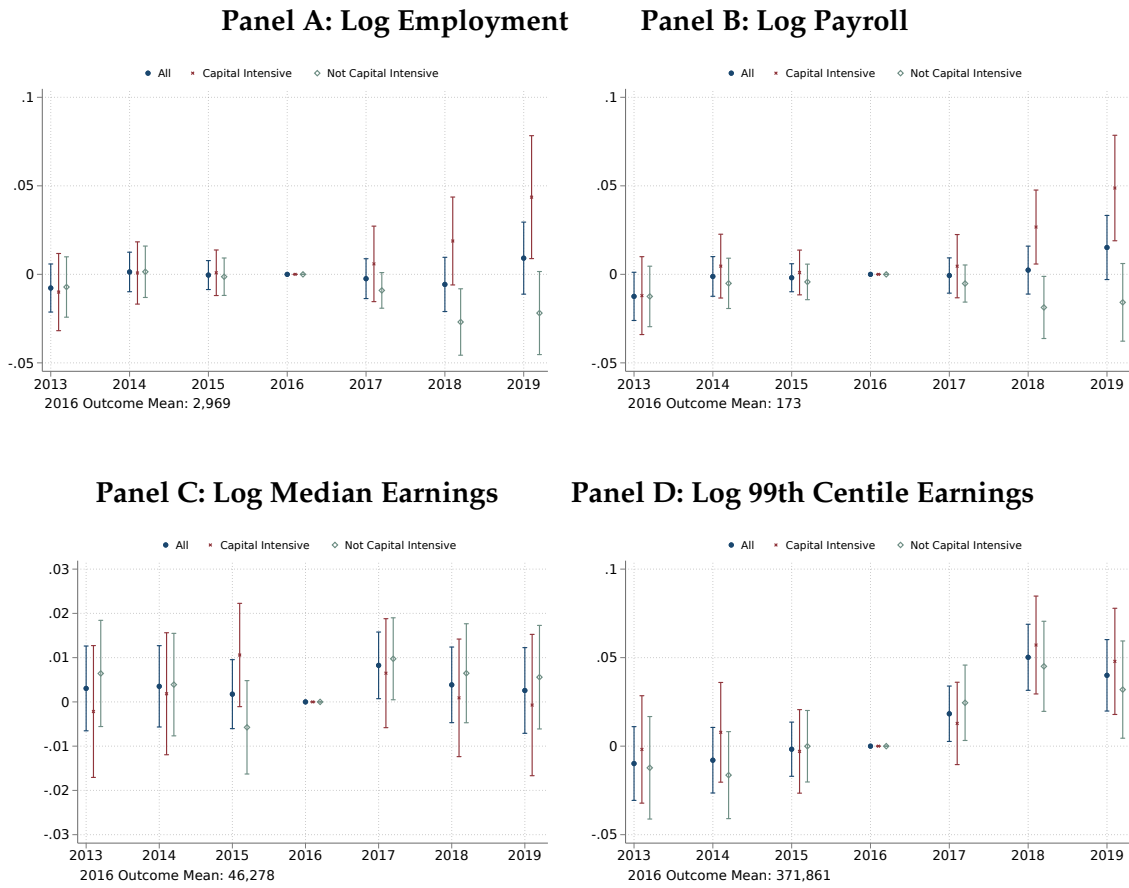 Panel A: Log Employment
Panel B: Log Payroll
All Capital Intensive Not Capital Intensive
.1
.05
0
-.05
2013 2014 2015 2016 2017 2018 2019
2016 Outcome Mean: 2,969
All Capital Intensive Not Capital Intensive
.1
.05
0
-.05
2013 2014 2015 2016 2017 2018 2019
2016 Outcome Mean: 173
Panel C: Log Median Earnings
Panel D: Log 99th Centile Earnings
All Capital Intensive Not Capital Intensive
.03
.02
.01
0
-.01
-.02
-.03
2013 2014 2015 2016 2017 2018 2019
2016 Outcome Mean: 46,278
All Capital Intensive Not Capital Intensive
.1
.05
0
-.05
2013 2014 2015 2016 2017 2018 2019
2016 Outcome Mean: 371,861